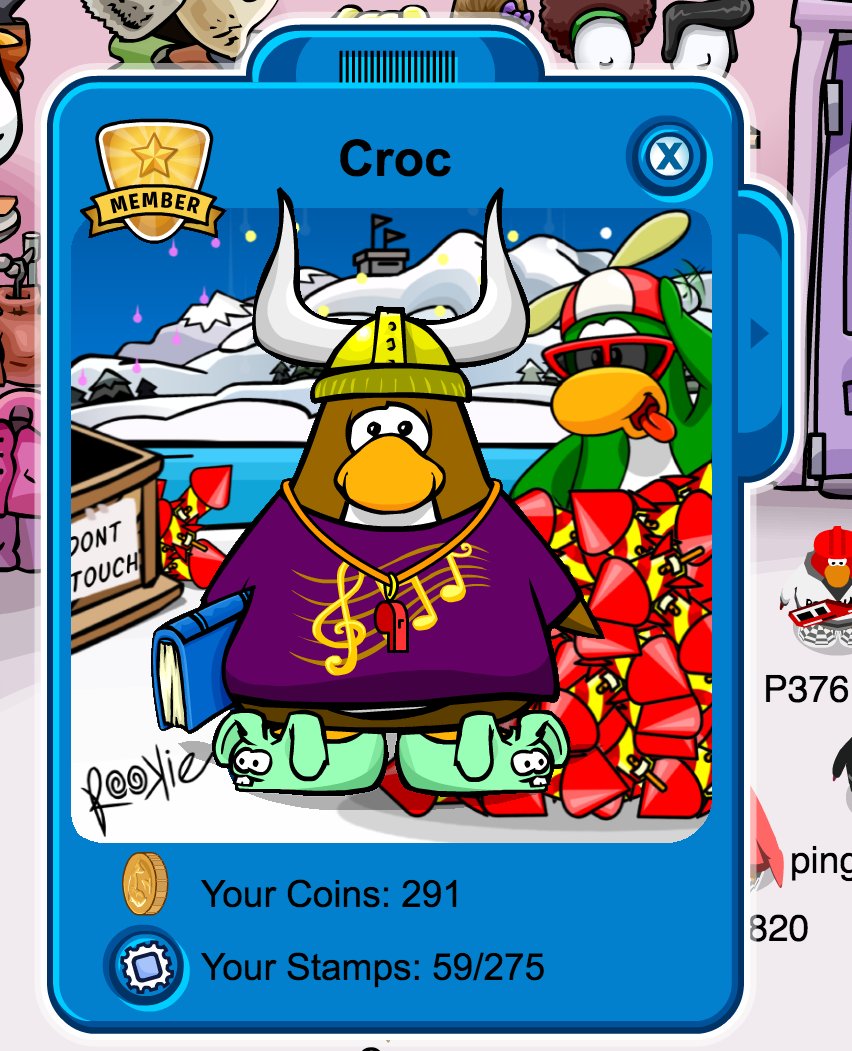 Croc
MEMBER
X
DONT
TOUCH
Rookie
P376
Your Coins: 291
ping
Your Stamps: 59/275
820